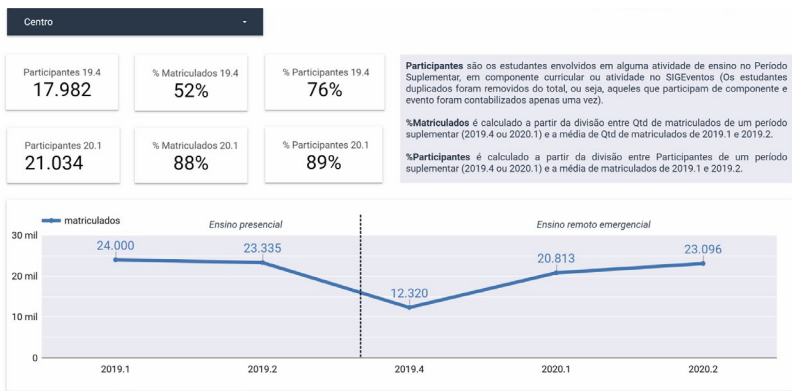 Centro
Participantes 19.4
17.982
% Matriculados 19.4
52%
% Participantes 19.4
76%
Participantes são os estudantes envolvidos em alguma atividade de ensino no Período
Suplementar, em componente curricular ou atividade no SIGEventos (Os estudantes
duplicados foram removidos do total, ou seja, aqueles que participam de componente e
evento foram contabilizados apenas uma vez).
%Matriculados é calculado a partir da divisão entre Qtd de matriculados de um período
suplementar (2019.4 ou 2020.1) e a média de Qtd de matriculados de 2019.1 e 2019.2.
%Participantes é calculado a partir da divisão entre Participantes de um período
suplementar (2019.4 ou 2020.1) e a média de matriculados de 2019.1 e 2019.2.
Participantes 20.1
21.034
% Matriculados 20.1
88%
% Participantes 20.1
89%
matriculados
Ensino presencial
Ensino remoto emergencial
30 mil
20 mil
10 mil
0
24.000
23.335
12.320
20.813
23.096
2019.1
2019.2
2019.4
2020.1
2020.2